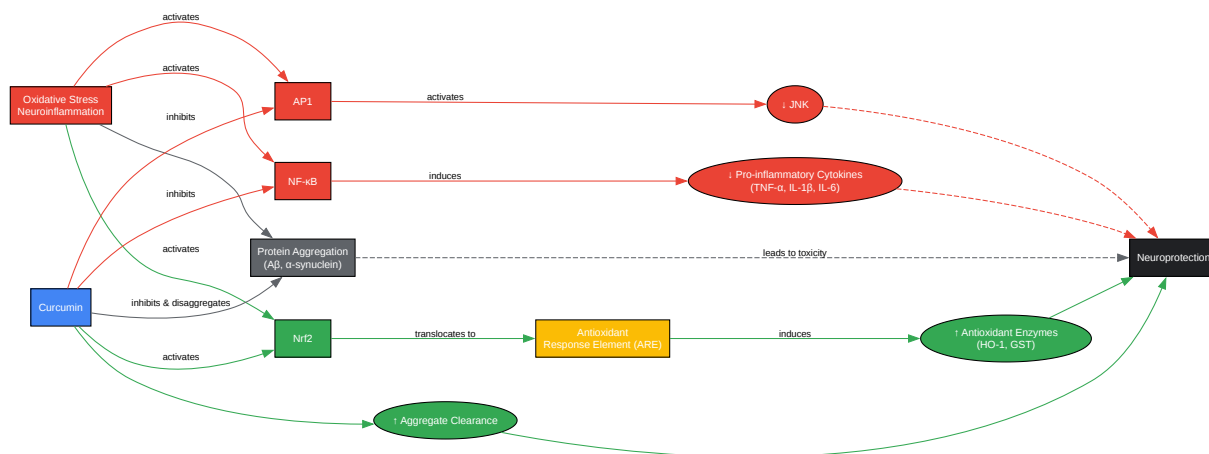 activates
activates
Oxidative Stress
Neuroinflammation
AP1
activates
↓ JNK
inhibits
NF-κB
induces
↓ Pro-inflammatory Cytokines
(TNF-α, IL-1β, IL-6)
inhibits
activates
Protein Aggregation
(Aβ, α-synuclein)
leads to toxicity
Neuroprotection
Curcumin
inhibits & disaggregates
Nrf2
translocates to
Antioxidant
Response Element (ARE)
induces
↑ Antioxidant Enzymes
(HO-1, GST)
activates
↑ Aggregate Clearance